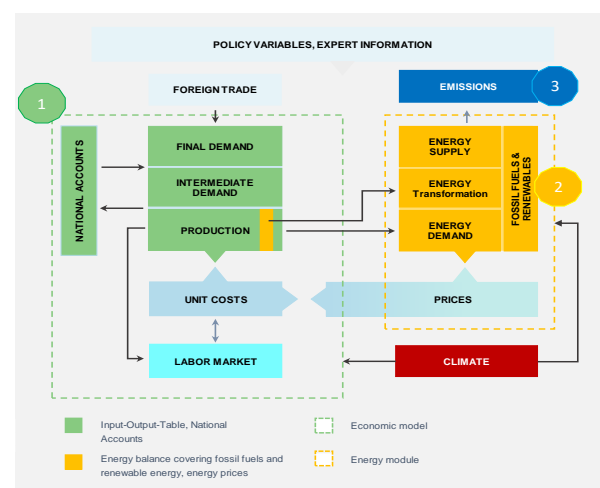 POLICY VARIABLES, EXPERT INFORMATION
1
FOREIGN TRADE
EMISSIONS
3
NATIONAL ACCOUNTS
FINAL DEMAND
INTERMEDIATE
DEMAND
PRODUCTION
ENERGY
SUPPLY
ENERGY
Transformation
ENERGY
DEMAND
FOSSIL FUELS &
RENEWABLES
2
UNIT COSTS
PRICES
LABOR MARKET
CLIMATE
Input-Output-Table, National
Accounts
Economic model
Energy balance covering fossil fuels and
renewable energy, energy prices
Energy module